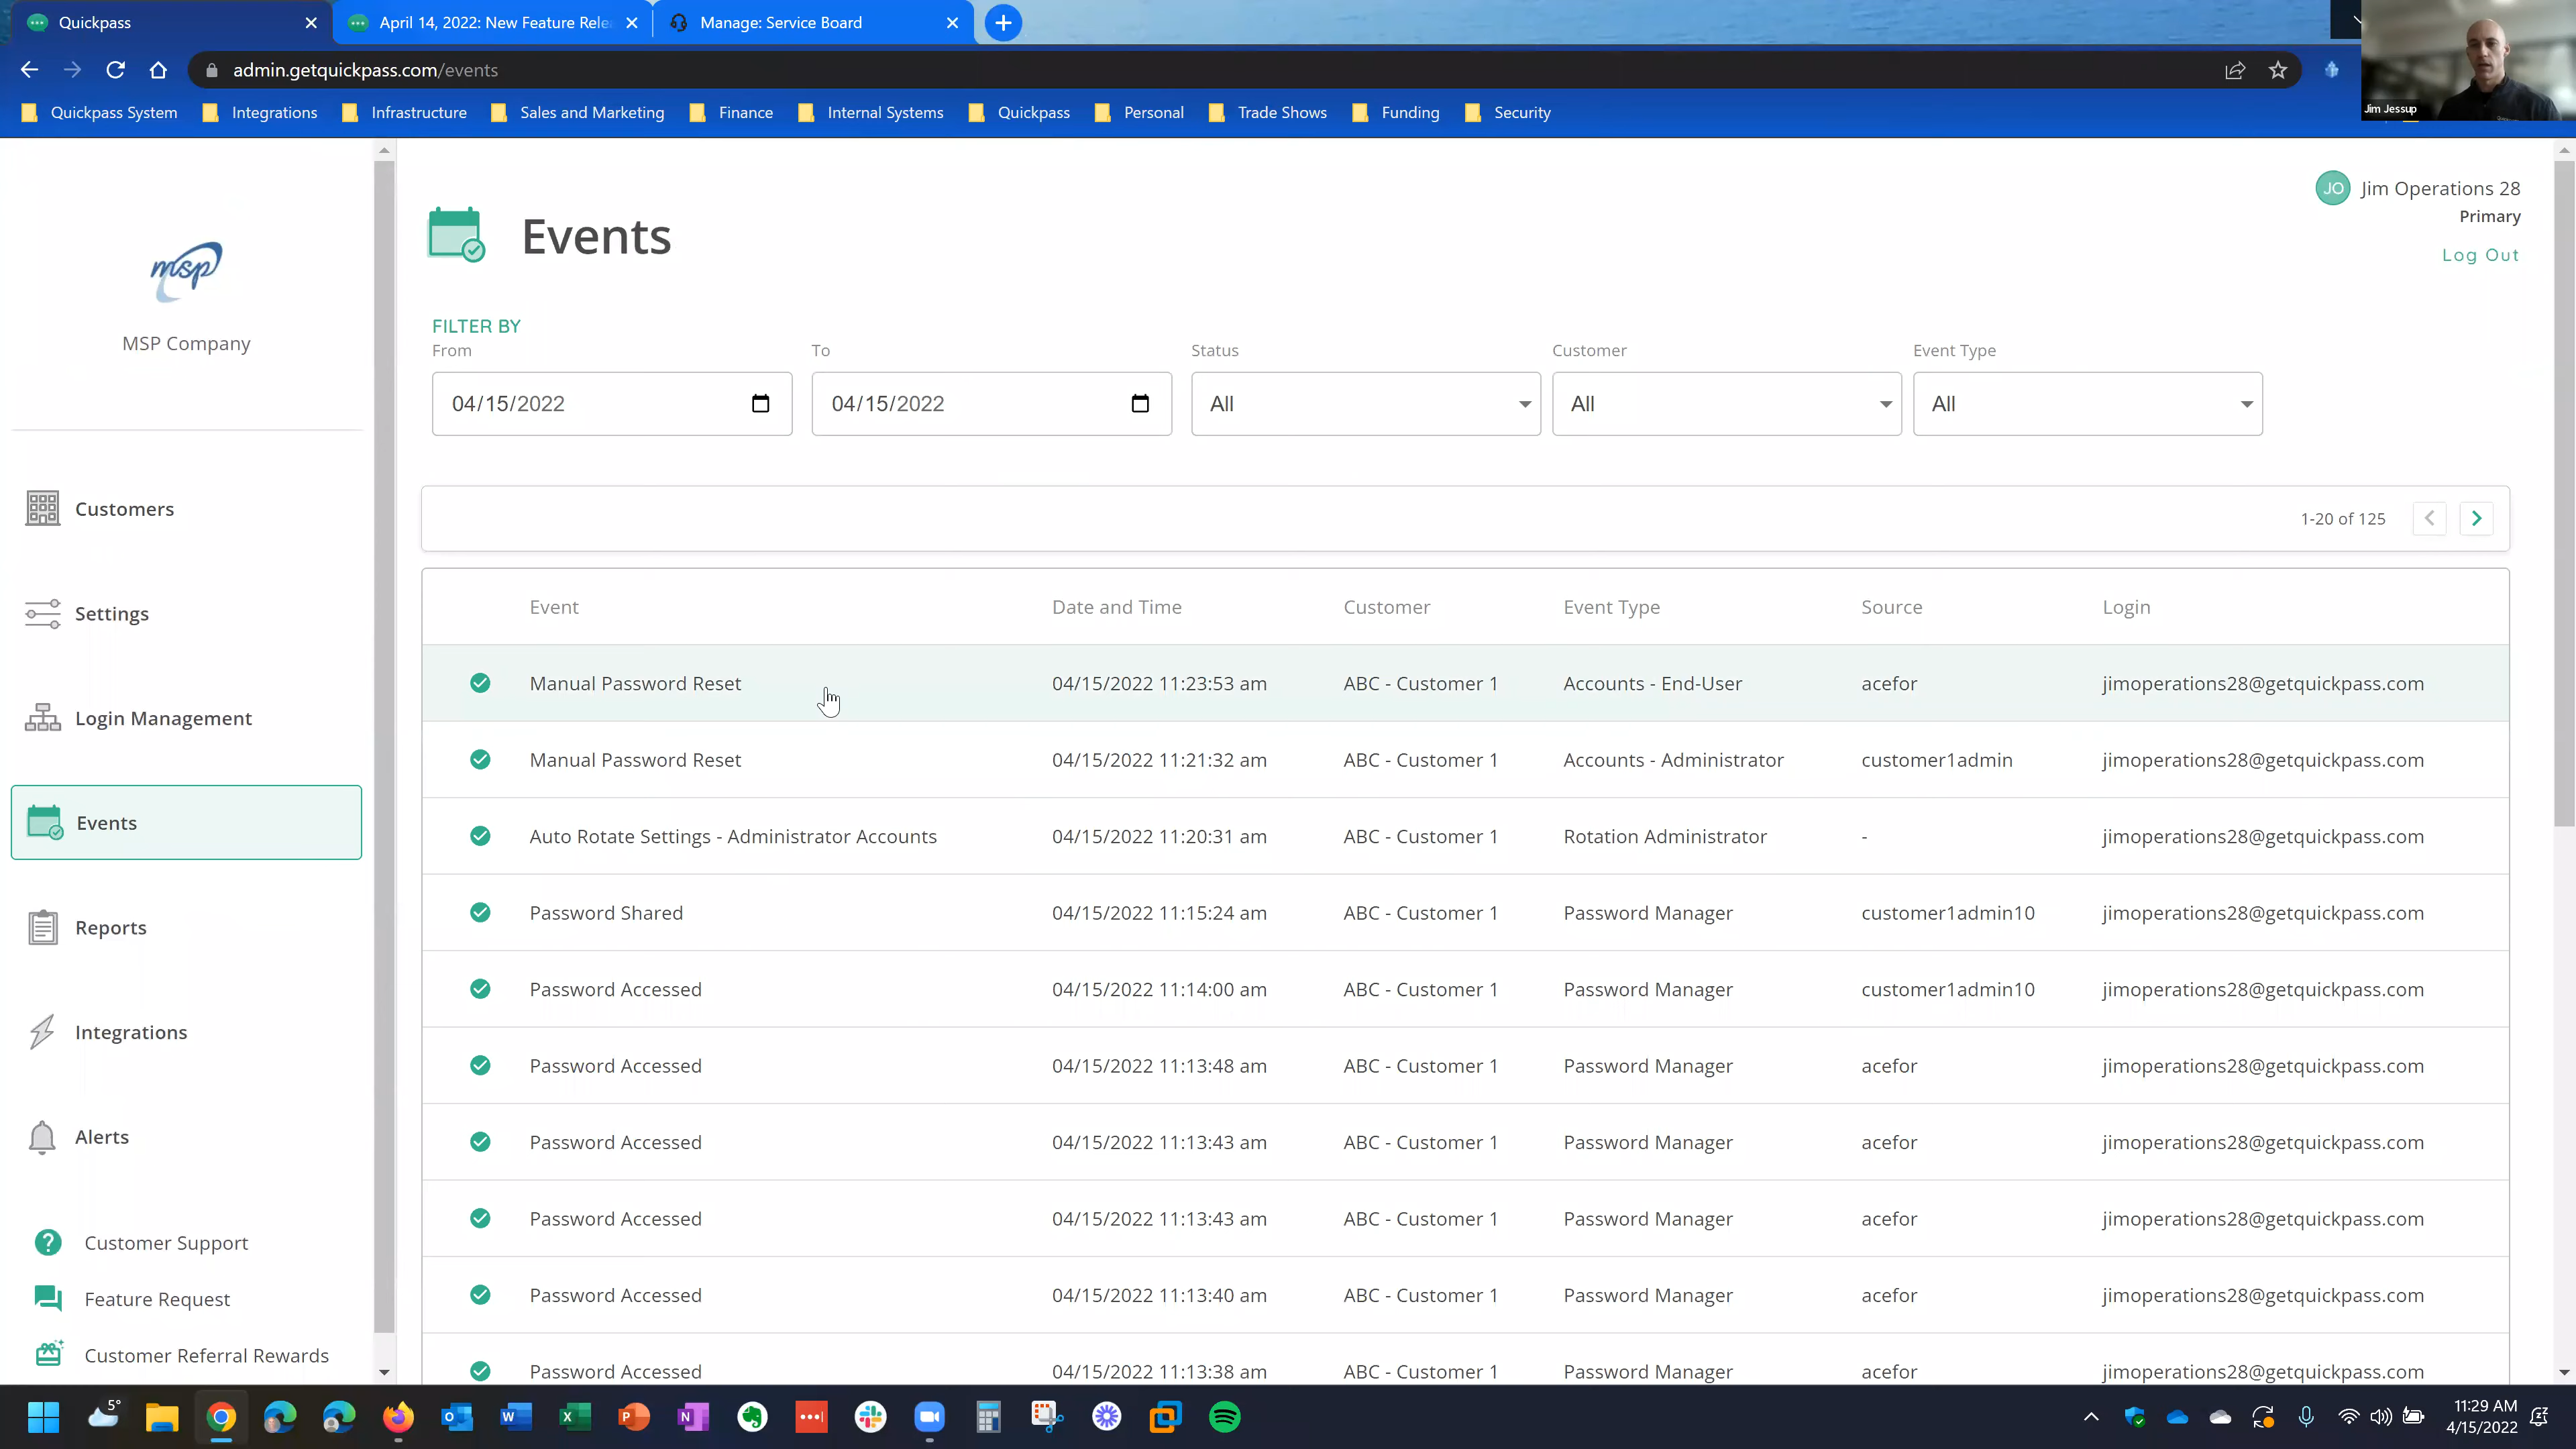 Quickpass
April 14, 2022: New Feature Rele
Manage: Service Board
admin.getquickpass.com/events
Quickpass System
Integrations
Infrastructure
Sales and Marketing
Finance
Internal Systems
Quickpass
Personal
Trade Shows
Funding
Security
Jim Jessup
msp
MSP Company
Customers
Settings
Login Management
Events
Reports
Integrations
Alerts
Customer Support
Feature Request
Customer Referral Rewards
JO Jim Operations 28
Primary
Log Out
Events
FILTER BY
From To Status Customer Event Type
04/15/2022 04/15/2022 All All All
1-20 of 125
Event Date and Time Customer Event Type Source Login
Manual Password Reset 04/15/2022 11:23:53 am ABC - Customer 1 Accounts - End-User acefor jimoperations28@getquickpass.com
Manual Password Reset 04/15/2022 11:21:32 am ABC - Customer 1 Accounts - Administrator customer1admin jimoperations28@getquickpass.com
Auto Rotate Settings - Administrator Accounts 04/15/2022 11:20:31 am ABC - Customer 1 Rotation Administrator - jimoperations28@getquickpass.com
Password Shared 04/15/2022 11:15:24 am ABC - Customer 1 Password Manager customer1admin10 jimoperations28@getquickpass.com
Password Accessed 04/15/2022 11:14:00 am ABC - Customer 1 Password Manager customer1admin10 jimoperations28@getquickpass.com
Password Accessed 04/15/2022 11:13:48 am ABC - Customer 1 Password Manager acefor jimoperations28@getquickpass.com
Password Accessed 04/15/2022 11:13:43 am ABC - Customer 1 Password Manager acefor jimoperations28@getquickpass.com
Password Accessed 04/15/2022 11:13:43 am ABC - Customer 1 Password Manager acefor jimoperations28@getquickpass.com
Password Accessed 04/15/2022 11:13:40 am ABC - Customer 1 Password Manager acefor jimoperations28@getquickpass.com
Password Accessed 04/15/2022 11:13:38 am ABC - Customer 1 Password Manager acefor jimoperations28@getquickpass.com
5°
11:29 AM
4/15/2022